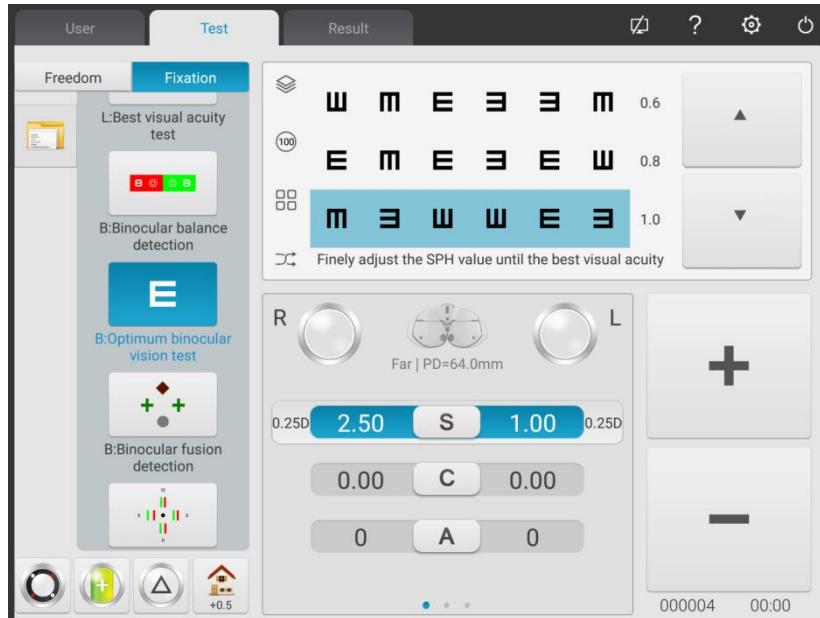 User
Test
Result
?
Freedom
Fixation
L:Best visual acuity
test
B:Binocular balance
detection
B:Optimum binocular
vision test
B:Binocular fusion
detection
+0.5
100
Ш m E Ǝ Ǝ m 0.6
E m E Ǝ E Ш 0.8
m Ǝ Ш Ш E Ǝ 1.0
Finely adjust the SPH value until the best visual acuity
R
L
Far | PD=64.0mm
0.25D 2.50 S 1.00 0.25D
0.00 C 0.00
0 A 0
000004 00:00